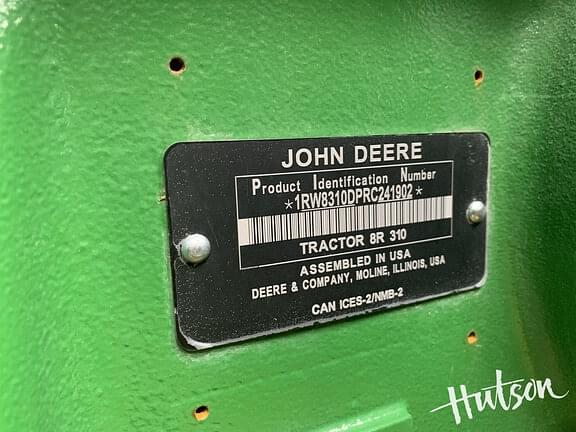 JOHN DEERE
Product Identification Number
*1RW8310DPRC241902*
TRACTOR 8R 310
ASSEMBLED IN USA
DEERE & COMPANY, MOLINE, ILLINOIS, USA
CAN ICES-2/NMB-2
Hutson